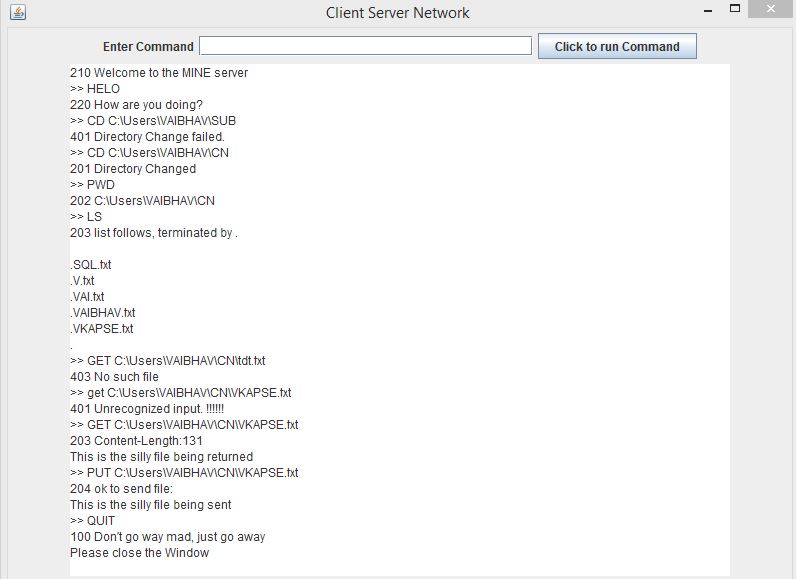 Client Server Network
Enter Command Click to run Command
210 Welcome to the MINE server
>> HELO
220 How are you doing?
>> CD C:\Users\VAIBHAV\SUB
401 Directory Change failed.
>> CD C:\Users\VAIBHAV\CN
201 Directory Changed
>> PWD
202 C:\Users\VAIBHAV\CN
>> LS
203 list follows, terminated by .
.SQL.txt
.V.txt
.VAI.txt
.VAIBHAV.txt
.VKAPSE.txt
.
>> GET C:\Users\VAIBHAV\CN\tdt.txt
403 No such file
>> get C:\Users\VAIBHAV\CN\VKAPSE.txt
401 Unrecognized input. !!!!!!
>> GET C:\Users\VAIBHAV\CN\VKAPSE.txt
203 Content-Length:131
This is the silly file being returned
>> PUT C:\Users\VAIBHAV\CN\VKAPSE.txt
204 ok to send file:
This is the silly file being sent
>> QUIT
100 Don't go way mad, just go away
Please close the Window